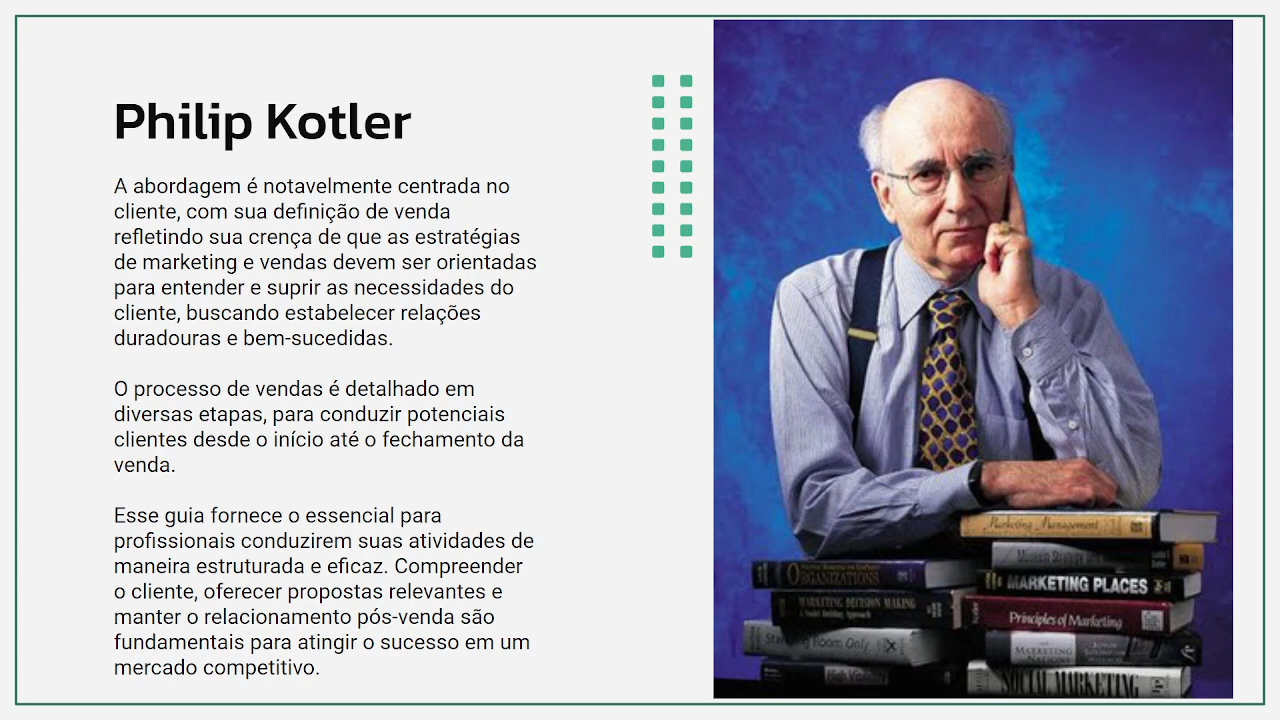 Philip Kotler
A abordagem é notavelmente centrada no
cliente, com sua definição de venda
refletindo sua crença de que as estratégias
de marketing e vendas devem ser orientadas
para entender e suprir as necessidades do
cliente, buscando estabelecer relações
duradouras e bem-sucedidas.
O processo de vendas é detalhado em
diversas etapas, para conduzir potenciais
clientes desde o início até o fechamento da
venda.
Esse guia fornece o essencial para
profissionais conduzirem suas atividades de
maneira estruturada e eficaz. Compreender
o cliente, oferecer propostas relevantes e
manter o relacionamento pós-venda são
fundamentais para atingir o sucesso em um
mercado competitivo.
ORGANIZATIONS
MARKETING DECISION MAKING
A Model Building Approach
Standing Room Only
High Visibility
Marketing Management
Museum Strategy
MARKETING PLACES
Principles of Marketing
MARKETING
NATIONS
SOCIAL MARKETING